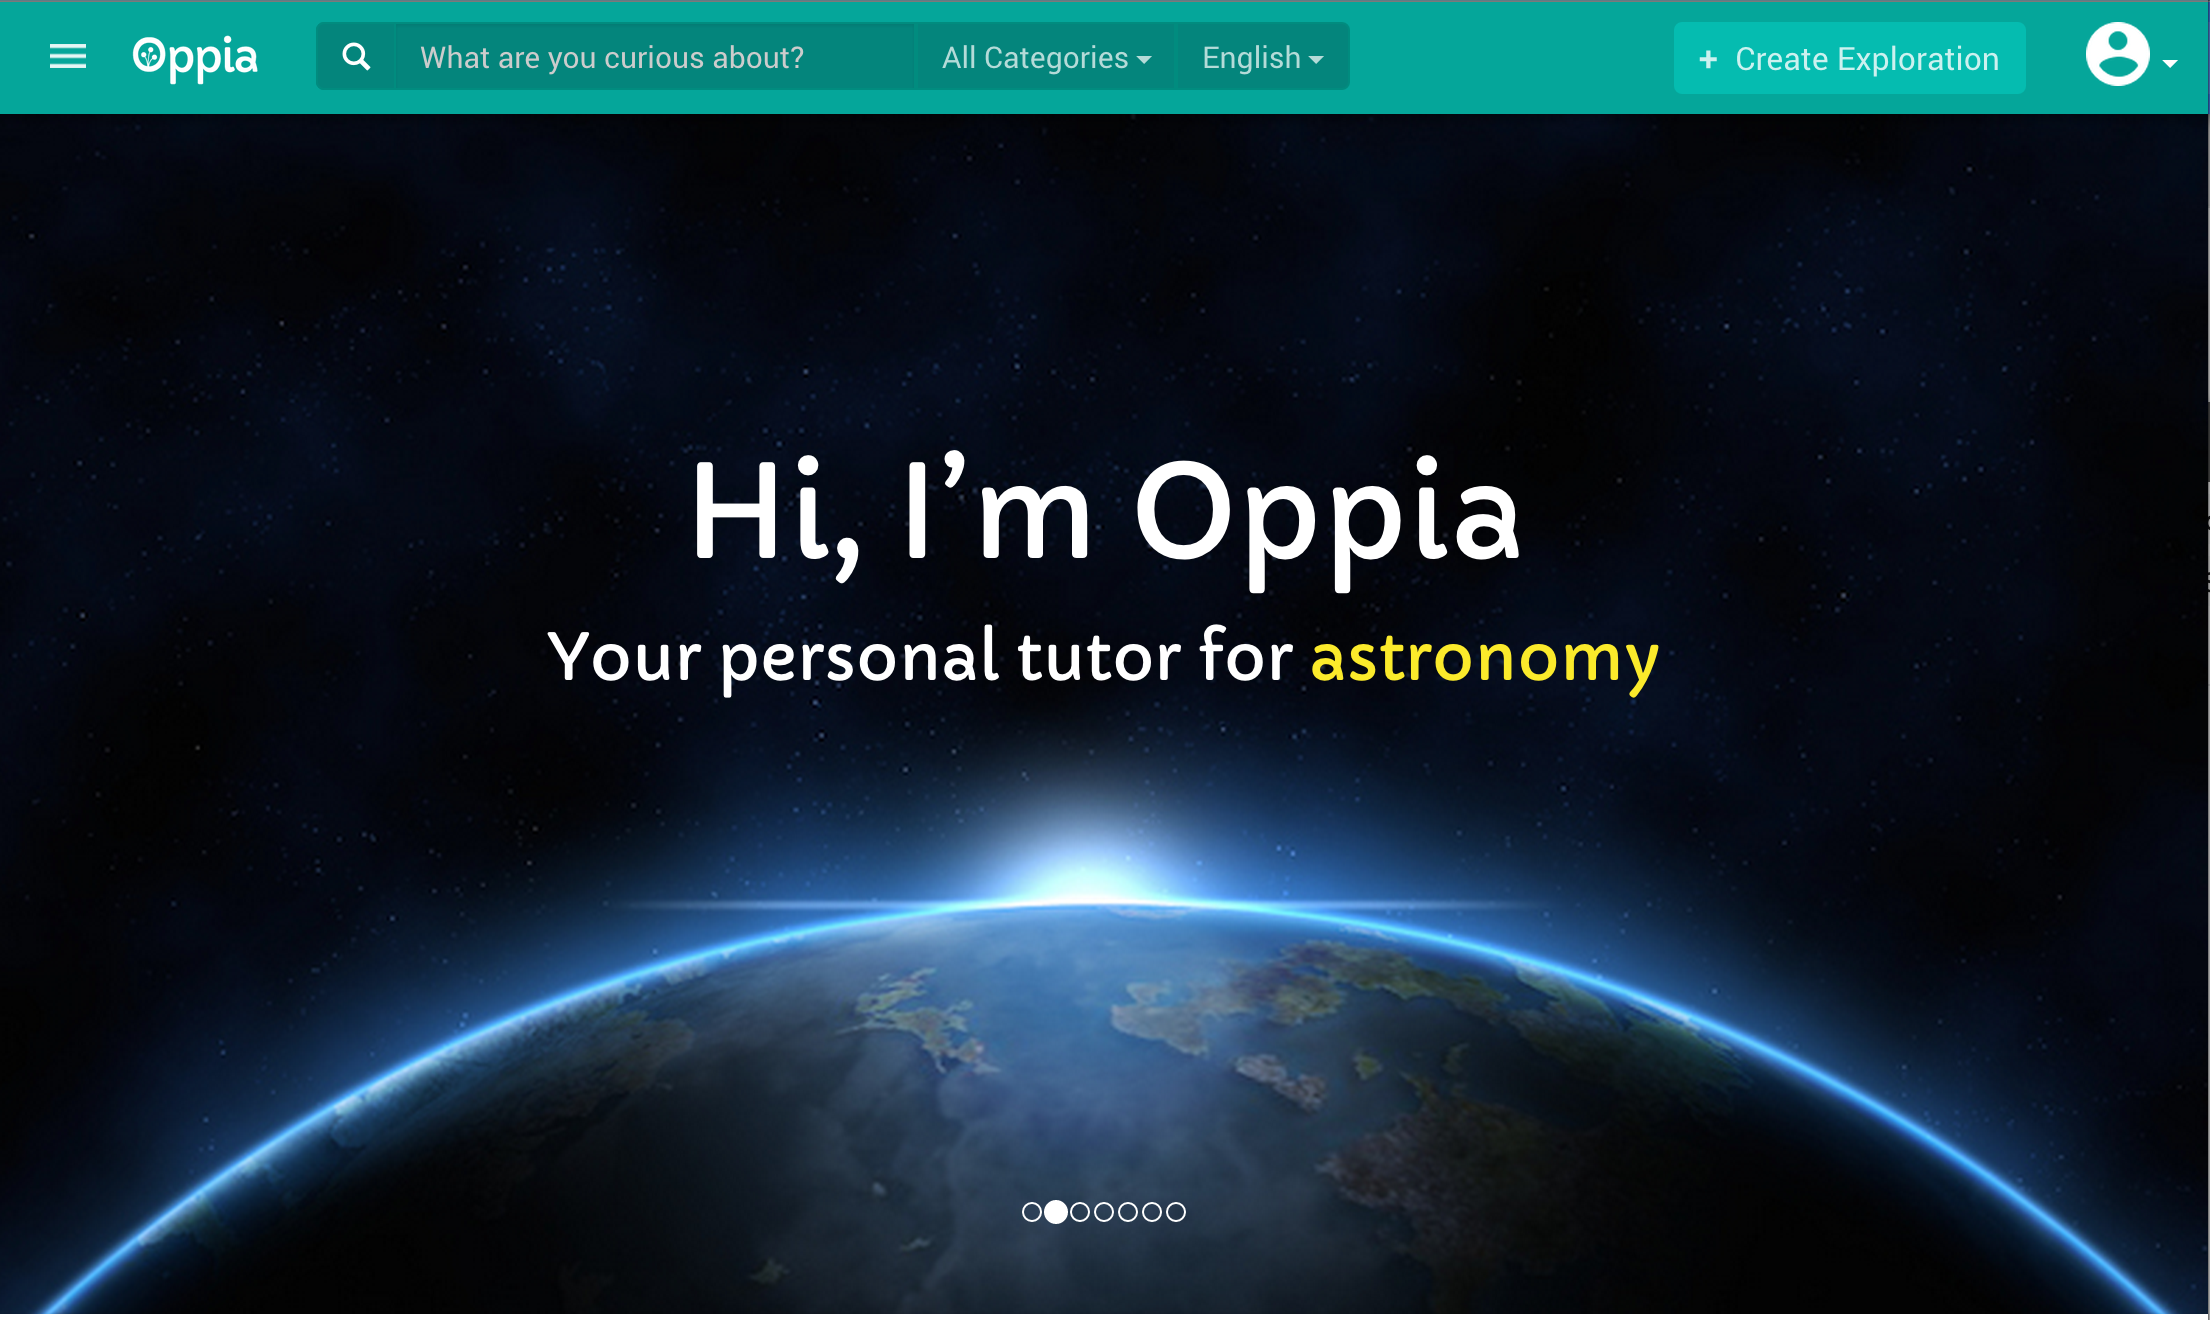 Oppia
What are you curious about?
All Categories
English
+ Create Exploration
Hi, I’m Oppia
Your personal tutor for astronomy